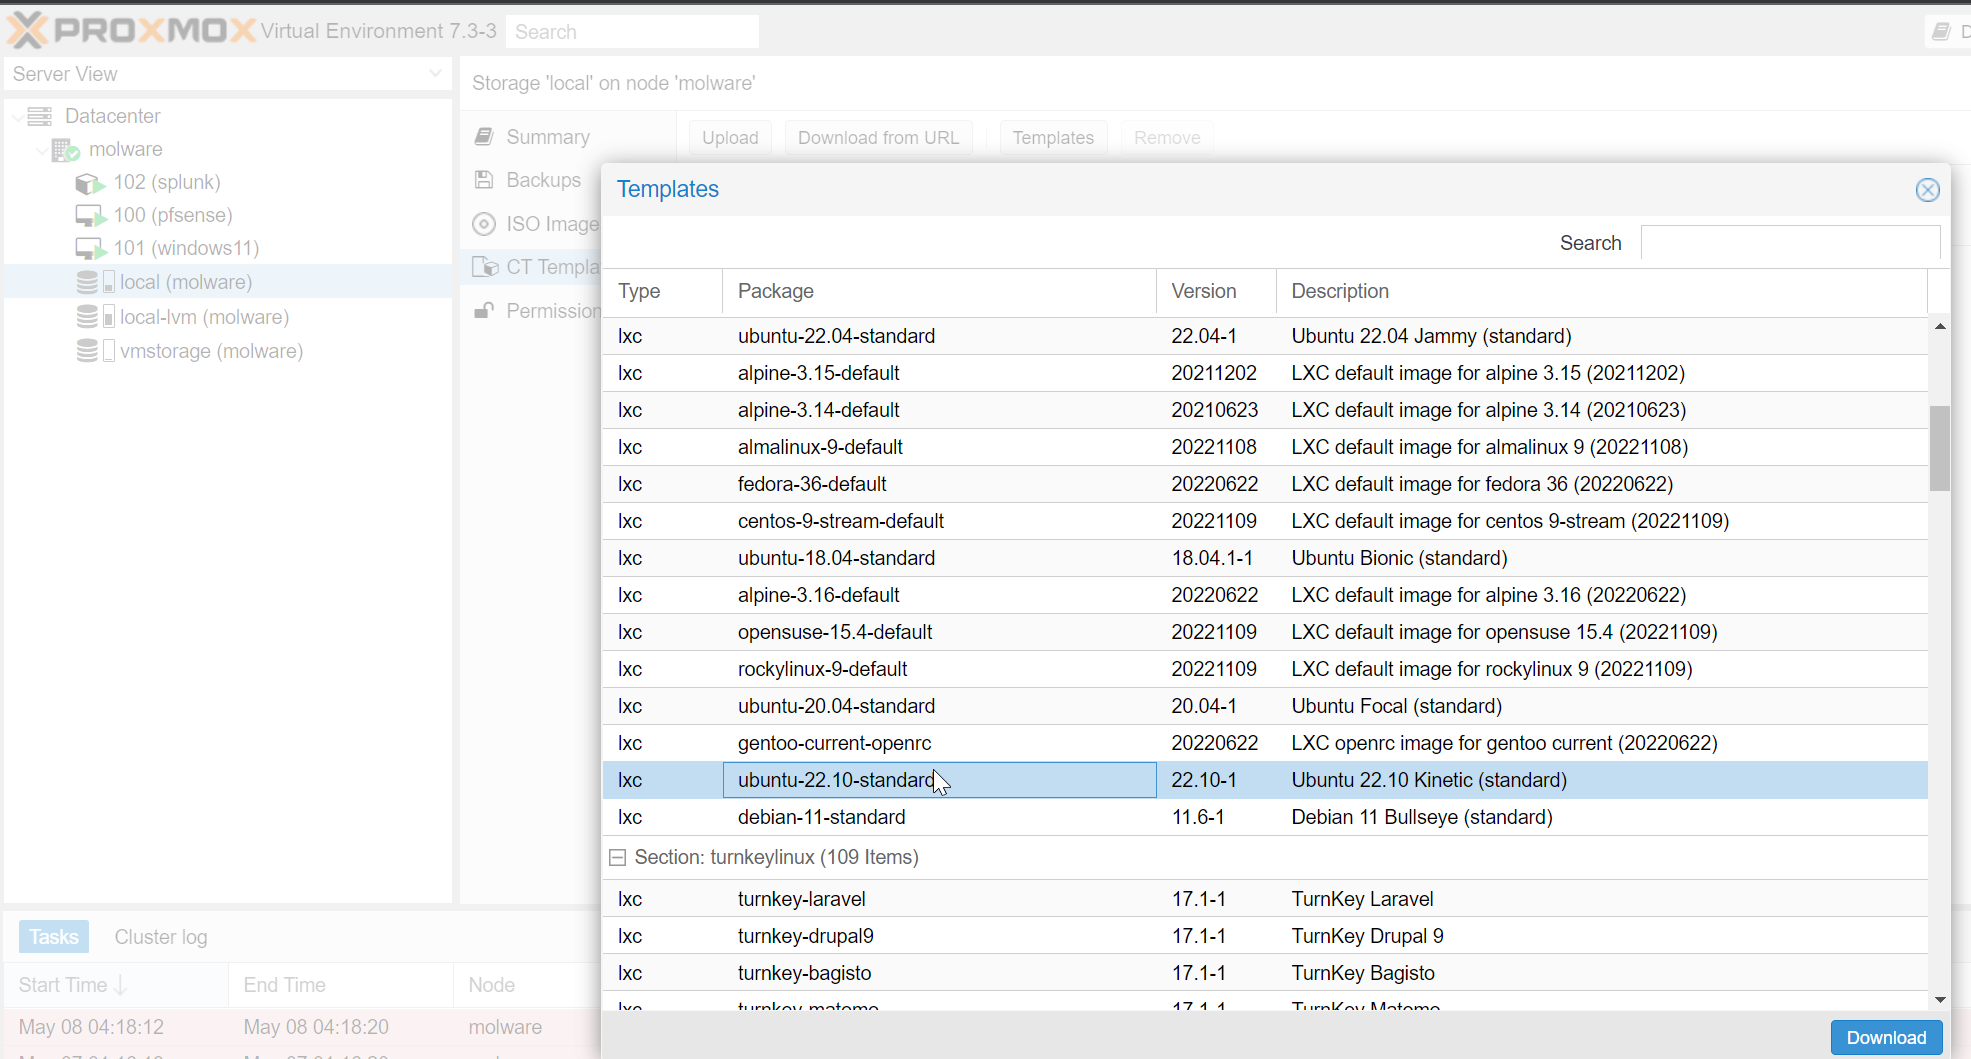 PROXMOX Virtual Environment 7.3-3 Search D
Server View
Datacenter
molware
102 (splunk)
100 (pfsense)
101 (windows11)
local (molware)
local-lvm (molware)
vmstorage (molware)
Storage 'local' on node 'molware'
Summary
Backups
ISO Image
CT Templa
Permission
Upload Download from URL Templates Remove
Templates
Search
Type Package Version Description
lxc ubuntu-22.04-standard 22.04-1 Ubuntu 22.04 Jammy (standard)
lxc alpine-3.15-default 20211202 LXC default image for alpine 3.15 (20211202)
lxc alpine-3.14-default 20210623 LXC default image for alpine 3.14 (20210623)
lxc almalinux-9-default 20221108 LXC default image for almalinux 9 (20221108)
lxc fedora-36-default 20220622 LXC default image for fedora 36 (20220622)
lxc centos-9-stream-default 20221109 LXC default image for centos 9-stream (20221109)
lxc ubuntu-18.04-standard 18.04.1-1 Ubuntu Bionic (standard)
lxc alpine-3.16-default 20220622 LXC default image for alpine 3.16 (20220622)
lxc opensuse-15.4-default 20221109 LXC default image for opensuse 15.4 (20221109)
lxc rockylinux-9-default 20221109 LXC default image for rockylinux 9 (20221109)
lxc ubuntu-20.04-standard 20.04-1 Ubuntu Focal (standard)
lxc gentoo-current-openrc 20220622 LXC openrc image for gentoo current (20220622)
lxc ubuntu-22.10-standard 22.10-1 Ubuntu 22.10 Kinetic (standard)
lxc debian-11-standard 11.6-1 Debian 11 Bullseye (standard)
Section: turnkeylinux (109 Items)
lxc turnkey-laravel 17.1-1 TurnKey Laravel
lxc turnkey-drupal9 17.1-1 TurnKey Drupal 9
lxc turnkey-bagisto 17.1-1 TurnKey Bagisto
lxc turnkey-matomo 17.1-1 TurnKey Matomo
Download
Tasks Cluster log
Start Time End Time Node
May 08 04:18:12 May 08 04:18:20 molware